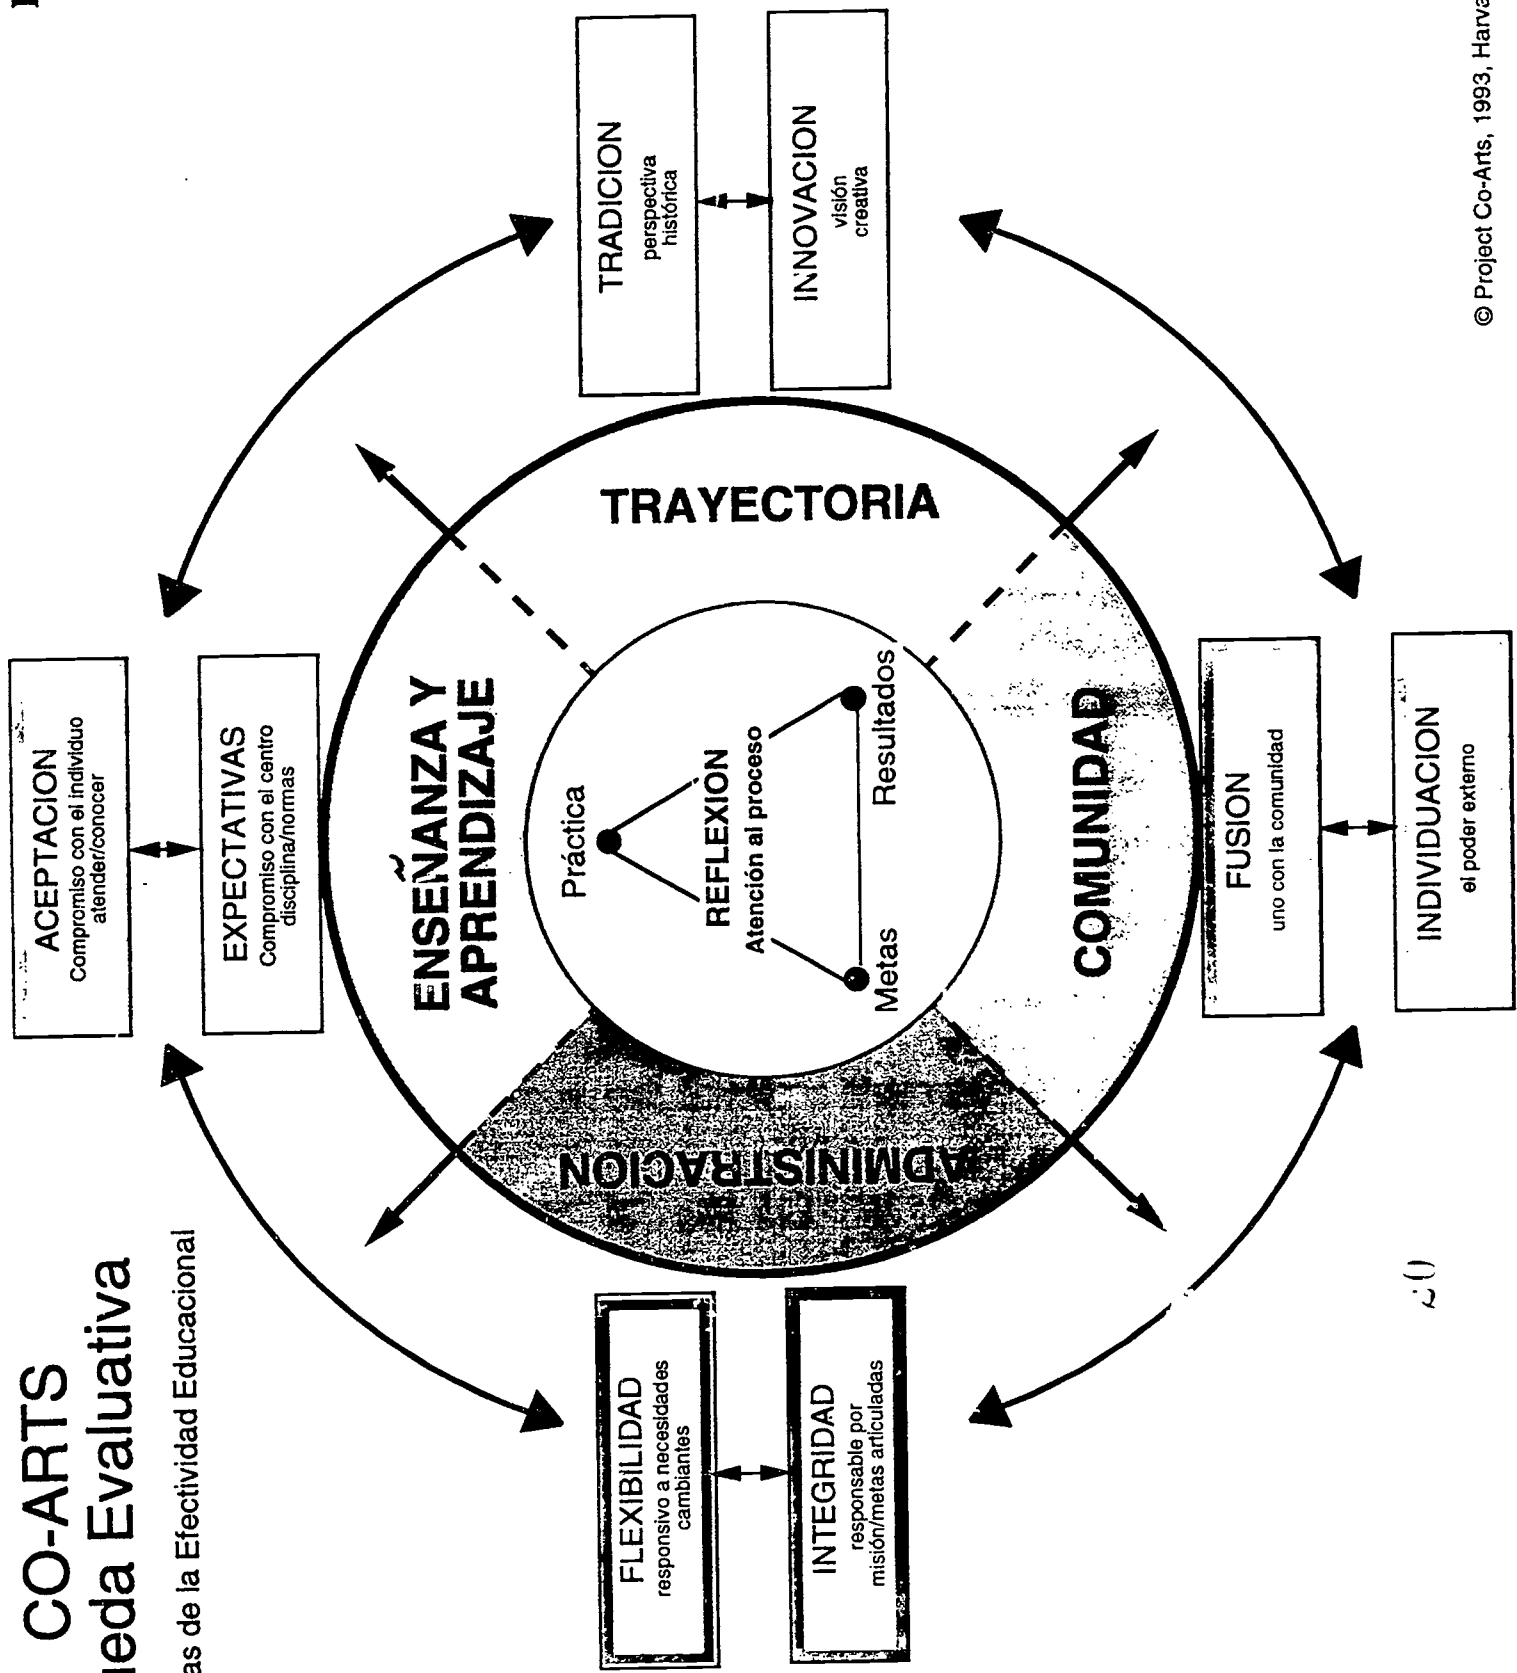 CO-ARTS
ueda Evaluativa
as de la Efectividad Educacional
ACEPTACION
Compromiso con el individuo
atender/conocer
EXPECTATIVAS
Compromiso con el centro
disciplina/normas
ENSEÑANZA Y
APRENDIZAJE
FLEXIBILIDAD
responsivo a necesidades
cambiantes
INTEGRIDAD
responsable por
misión/metas articuladas
ADMINISTRACION
Práctica
REFLEXION
Atención al proceso
Metas
Resultados
TRAYECTORIA
TRADICION
perspectiva
histórica
INNOVACION
visión
creativa
COMUNIDAD
FUSION
uno con la comunidad
INDIVIDUACION
el poder externo
20
© Project Co-Arts, 1993, Harva